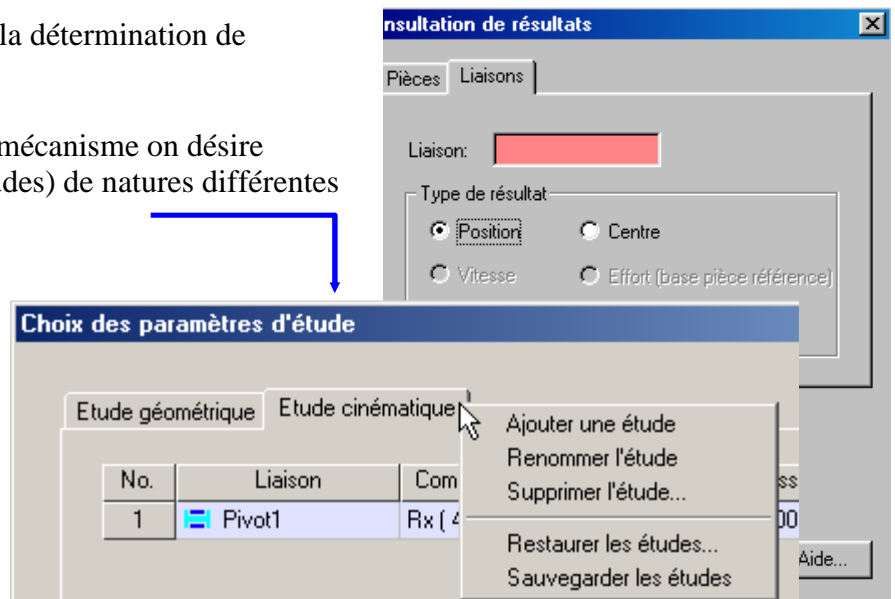 la détermination de
mécanisme on désire
des) de natures différentes
nsultation de résultats
Pièces Liaisons
Liaison:
Type de résultat
Position Centre
Vitesse Effort (base pièce référence)
Choix des paramètres d'étude
Etude géométrique Etude cinématique
No. Liaison Com
1 Pivot1 Rx ( 4
Ajouter une étude
Renommer l'étude
Supprimer l'étude...
Restaurer les études...
Sauvegarder les études
ss
00
Aide...